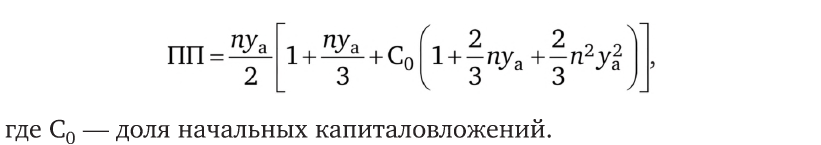 ПП = nyₐ/2 [1 + nyₐ/3 + C₀ (1 + 2/3 nyₐ + 2/3 n²yₐ²)],
где C₀ — доля начальных капиталовложений.